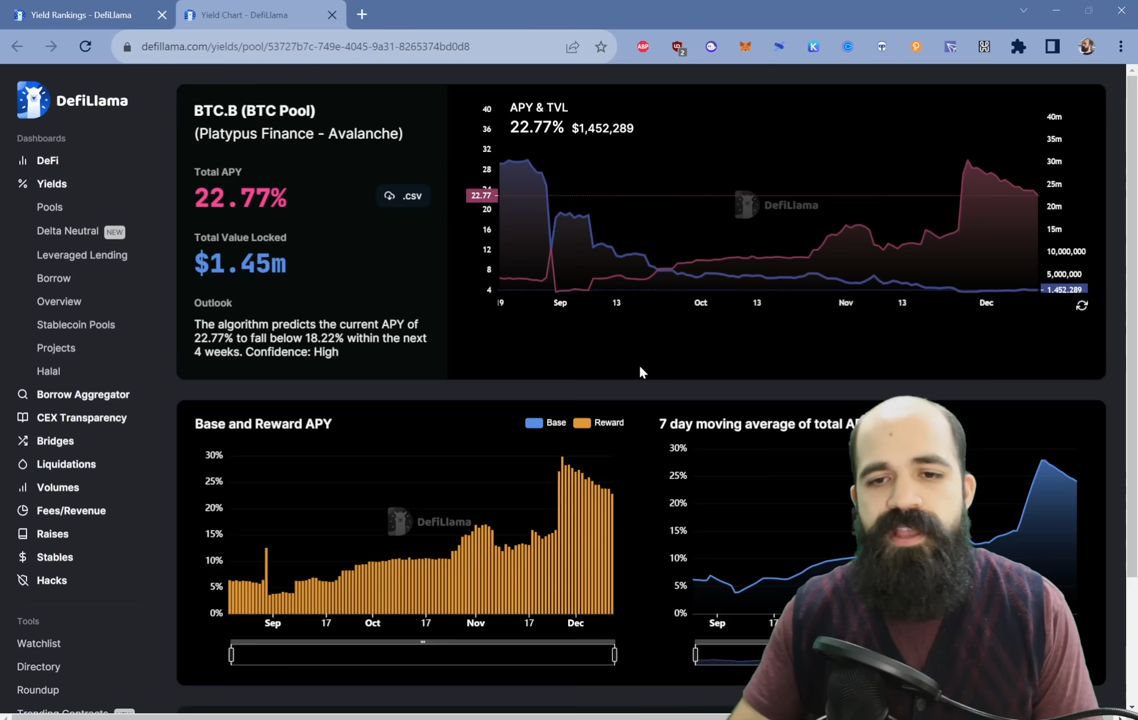 Yield Rankings - DefiLlama
Yield Chart - DefiLlama
defillama.com/yields/pool/53727b7c-749e-4045-9a31-8265374bd0d8
ABP
2
DefiLlama
Dashboards
DeFi
Yields
Pools
Delta Neutral NEW
Leveraged Lending
Borrow
Overview
Stablecoin Pools
Projects
Halal
Borrow Aggregator
CEX Transparency
Bridges
Liquidations
Volumes
Fees/Revenue
Raises
Stables
Hacks
Tools
Watchlist
Directory
Roundup
Trending Contracts
BTC.B (BTC Pool)
(Platypus Finance - Avalanche)
Total APY
22.77%
.csv
Total Value Locked
$1.45m
Outlook
The algorithm predicts the current APY of
22.77% to fall below 18.22% within the next
4 weeks. Confidence: High
APY & TVL
22.77% $1,452,289
40
36
32
28
24
22.77
20
16
12
8
4
40m
35m
30m
25m
20m
15m
10,000,000
5,000,000
1,452,289
Sep
13
Oct
13
Nov
13
Dec
DefiLlama
Base and Reward APY
Base
Reward
30%
25%
20%
15%
10%
5%
0%
Sep
17
Oct
17
Nov
17
Dec
DefiLlama
7 day moving average of total A
30%
25%
20%
15%
10%
5%
0%
Sep
17